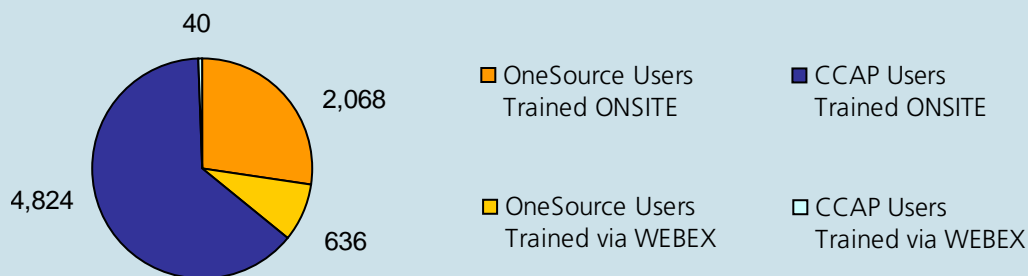 40
2,068
4,824
636
OneSource Users
Trained ONSITE
CCAP Users
Trained ONSITE
OneSource Users
Trained via WEBEX
CCAP Users
Trained via WEBEX